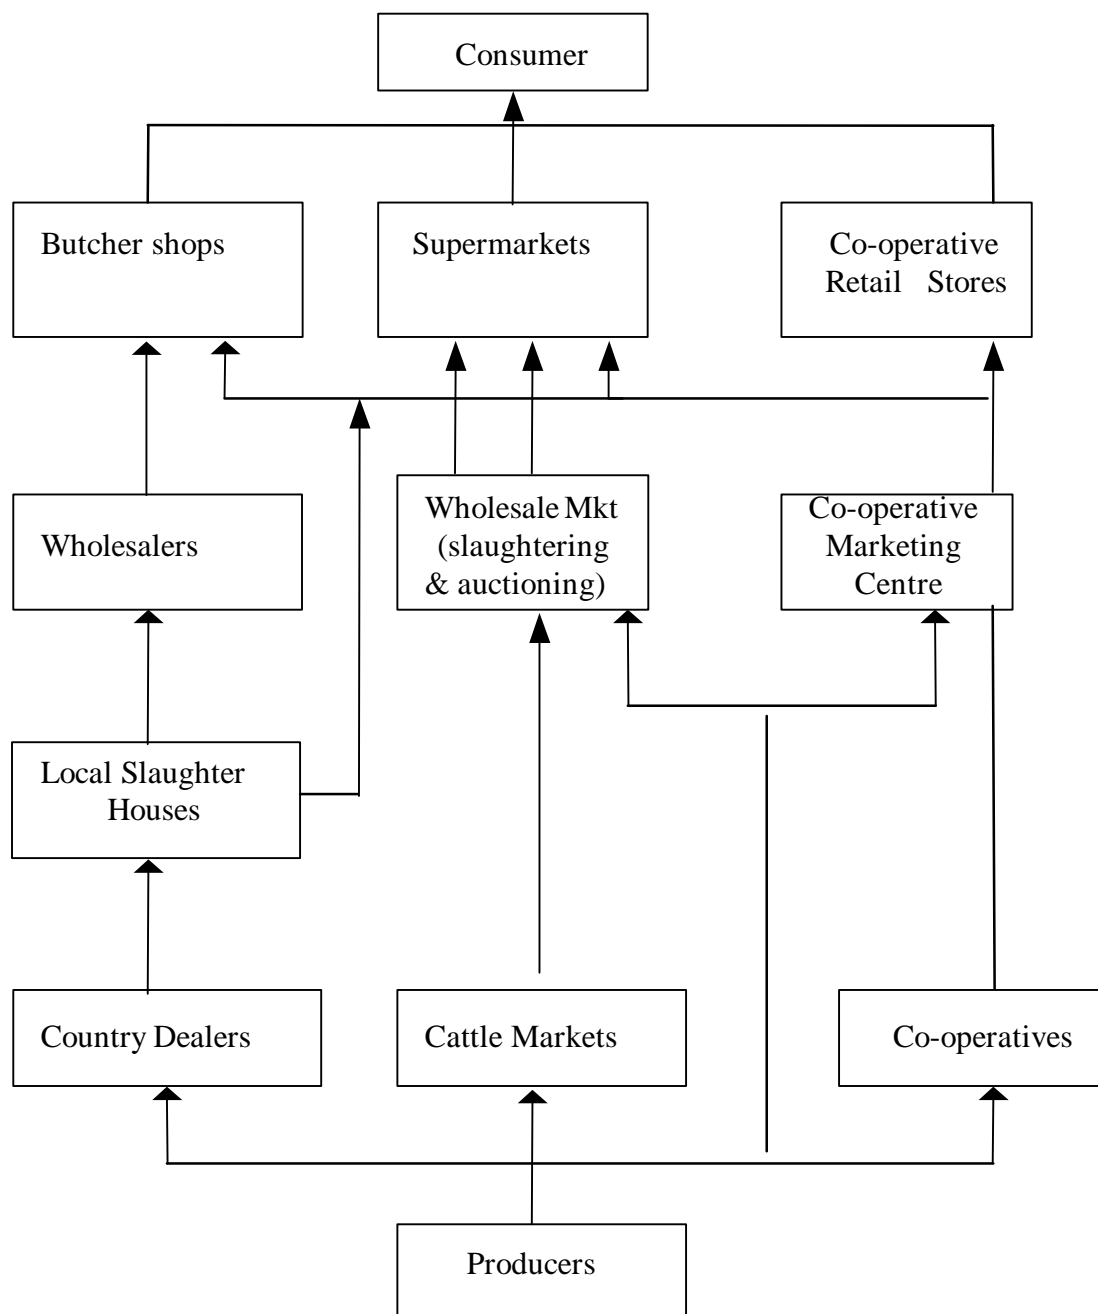 Consumer
Butcher shops
Supermarkets
Co-operative
Retail Stores
Wholesalers
Wholesale Mkt
(slaughtering
& auctioning)
Co-operative
Marketing
Centre
Local Slaughter
Houses
Country Dealers
Cattle Markets
Co-operatives
Producers